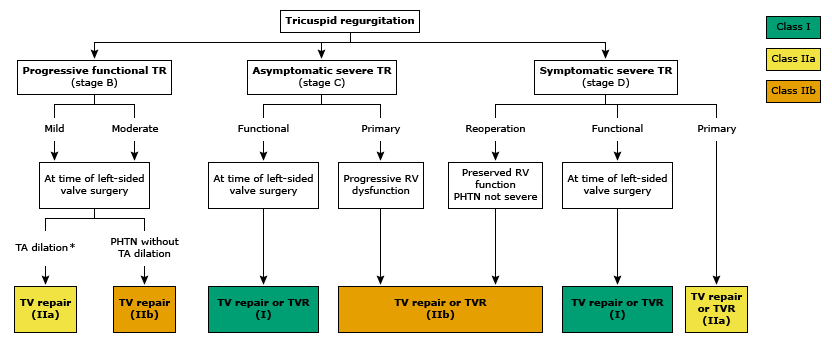 Tricuspid regurgitation
Class I
Class IIa
Class IIb
Progressive functional TR
(stage B)
Asymptomatic severe TR
(stage C)
Symptomatic severe TR
(stage D)
Mild
Moderate
Functional
Primary
Reoperation
Functional
Primary
At time of left-sided
valve surgery
At time of left-sided
valve surgery
Progressive RV
dysfunction
Preserved RV
function
PHTN not severe
At time of left-sided
valve surgery
TA dilation*
PHTN without
TA dilation
TV repair
(IIa)
TV repair
(IIb)
TV repair or TVR
(I)
TV repair or TVR
(IIb)
TV repair or TVR
(I)
TV repair
or TVR
(IIa)